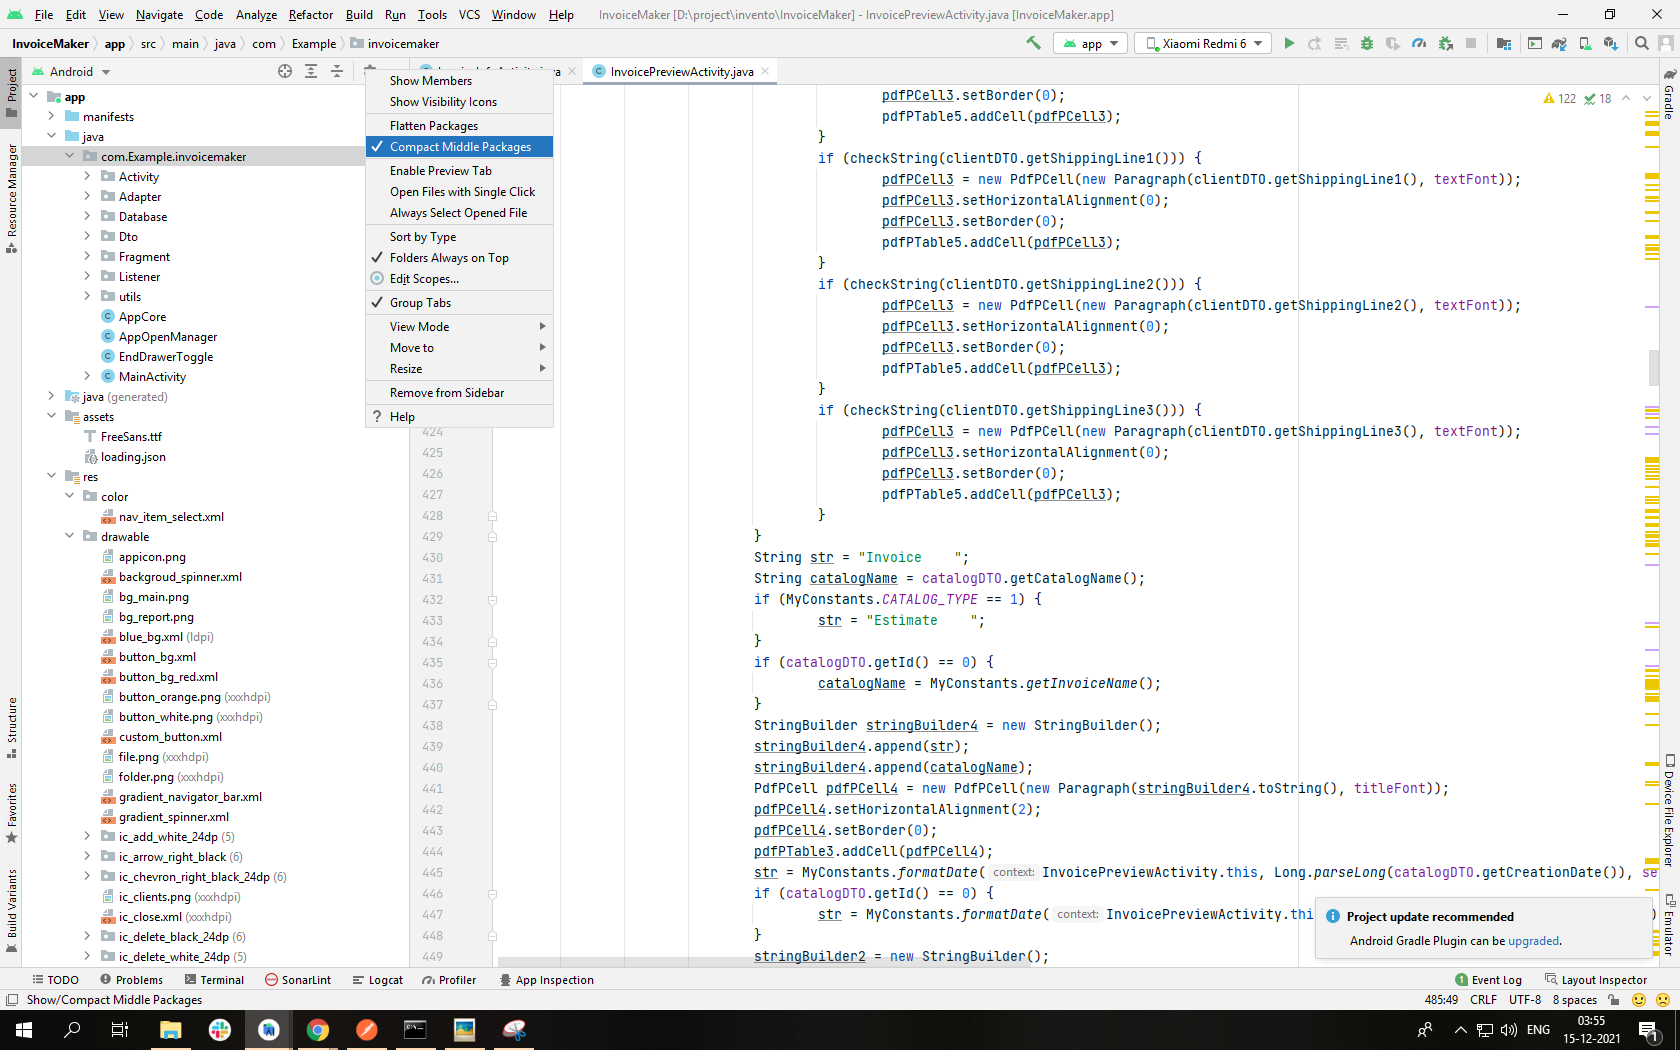 File Edit View Navigate Code Analyze Refactor Build Run Tools VCS Window Help InvoiceMaker [D:\project\invento\InvoiceMaker] - InvoicePreviewActivity.java [InvoiceMaker.app]
InvoiceMaker app src main java com Example invoicemaker app Xiaomi Redmi 6
Android InvoicePreviewActivity.java
Project
Resource Manager
Structure
Favorites
Build Variants
app
manifests
java
com.Example.invoicemaker
Activity
Adapter
Database
Dto
Fragment
Listener
utils
AppCore
AppOpenManager
EndDrawerToggle
MainActivity
java (generated)
assets
FreeSans.ttf
loading.json
res
color
nav_item_select.xml
drawable
appicon.png
backgroud_spinner.xml
bg_main.png
bg_report.png
blue_bg.xml (ldpi)
button_bg.xml
button_bg_red.xml
button_orange.png (xxxhdpi)
button_white.png (xxxhdpi)
custom_button.xml
file.png (xxxhdpi)
folder.png (xxxhdpi)
gradient_navigator_bar.xml
gradient_spinner.xml
ic_add_white_24dp (5)
ic_arrow_right_black (6)
ic_chevron_right_black_24dp (6)
ic_clients.png (xxxhdpi)
ic_close.xml (xxxhdpi)
ic_delete_black_24dp (6)
ic_delete_white_24dp (5)
Show Members
Show Visibility Icons
Flatten Packages
Compact Middle Packages
Enable Preview Tab
Open Files with Single Click
Always Select Opened File
Sort by Type
Folders Always on Top
Edit Scopes...
Group Tabs
View Mode
Move to
Resize
Remove from Sidebar
? Help
122 18
pdfPCell3.setBorder(0);
pdfPTable5.addCell(pdfPCell3);
}
if (checkString(clientDTO.getShippingLine1())) {
pdfPCell3 = new PdfPCell(new Paragraph(clientDTO.getShippingLine1(), textFont));
pdfPCell3.setHorizontalAlignment(0);
pdfPCell3.setBorder(0);
pdfPTable5.addCell(pdfPCell3);
}
if (checkString(clientDTO.getShippingLine2())) {
pdfPCell3 = new PdfPCell(new Paragraph(clientDTO.getShippingLine2(), textFont));
pdfPCell3.setHorizontalAlignment(0);
pdfPCell3.setBorder(0);
pdfPTable5.addCell(pdfPCell3);
}
if (checkString(clientDTO.getShippingLine3())) {
424 pdfPCell3 = new PdfPCell(new Paragraph(clientDTO.getShippingLine3(), textFont));
425 pdfPCell3.setHorizontalAlignment(0);
426 pdfPCell3.setBorder(0);
427 pdfPTable5.addCell(pdfPCell3);
428 }
429 }
430 String str = "Invoice    ";
431 String catalogName = catalogDTO.getCatalogName();
432 if (MyConstants.CATALOG_TYPE == 1) {
433 str = "Estimate    ";
434 }
435 if (catalogDTO.getId() == 0) {
436 catalogName = MyConstants.getInvoiceName();
437 }
438 StringBuilder stringBuilder4 = new StringBuilder();
439 stringBuilder4.append(str);
440 stringBuilder4.append(catalogName);
441 PdfPCell pdfPCell4 = new PdfPCell(new Paragraph(stringBuilder4.toString(), titleFont));
442 pdfPCell4.setHorizontalAlignment(2);
443 pdfPCell4.setBorder(0);
444 pdfPTable3.addCell(pdfPCell4);
445 str = MyConstants.formatDate( context: InvoicePreviewActivity.this, Long.parseLong(catalogDTO.getCreationDate()), se
446 if (catalogDTO.getId() == 0) {
447 str = MyConstants.formatDate( context: InvoicePreviewActivity.thi )
448 }
449 stringBuilder2 = new StringBuilder();
Project update recommended
Android Gradle Plugin can be upgraded.
Gradle
Device File Explorer
Emulator
TODO Problems Terminal SonarLint Logcat Profiler App Inspection 1 Event Log Layout Inspector
Show/Compact Middle Packages 485:49 CRLF UTF-8 8 spaces
ENG 03:55
15-12-2021 1